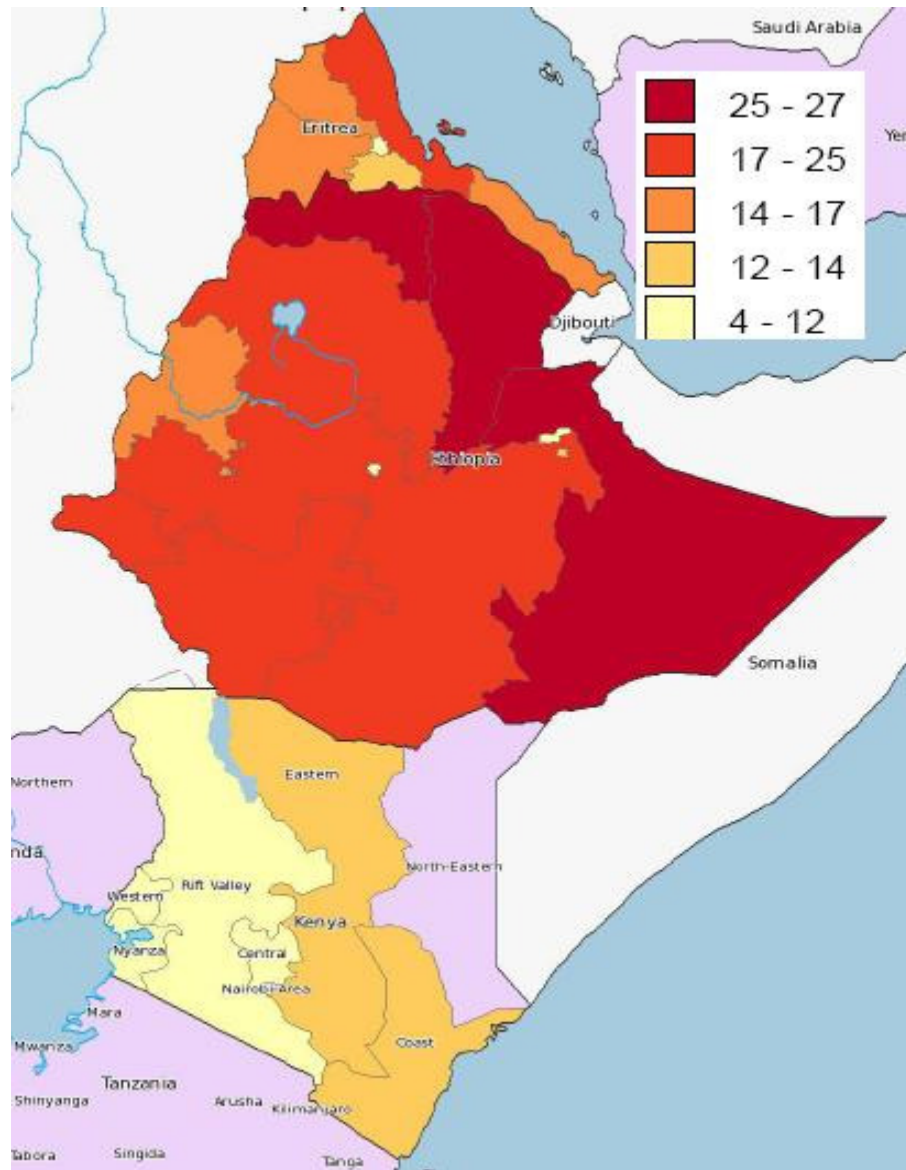 Saudi Arabia
25 - 27
17 - 25
Eritrea
Yer
14 - 17
12 - 14
Djibouti
4 - 12
Ethiopia
Somalia
Eastern
Northern
nda
North-Eastern
Rift Valley
Western
Kenya
Nyanza
Central
Nairobi Area
Mara
Coast
Mwanza
Tanzania
Shinyanga
Arusha
Kilimanjaro
Tabora
Singida
Tanga